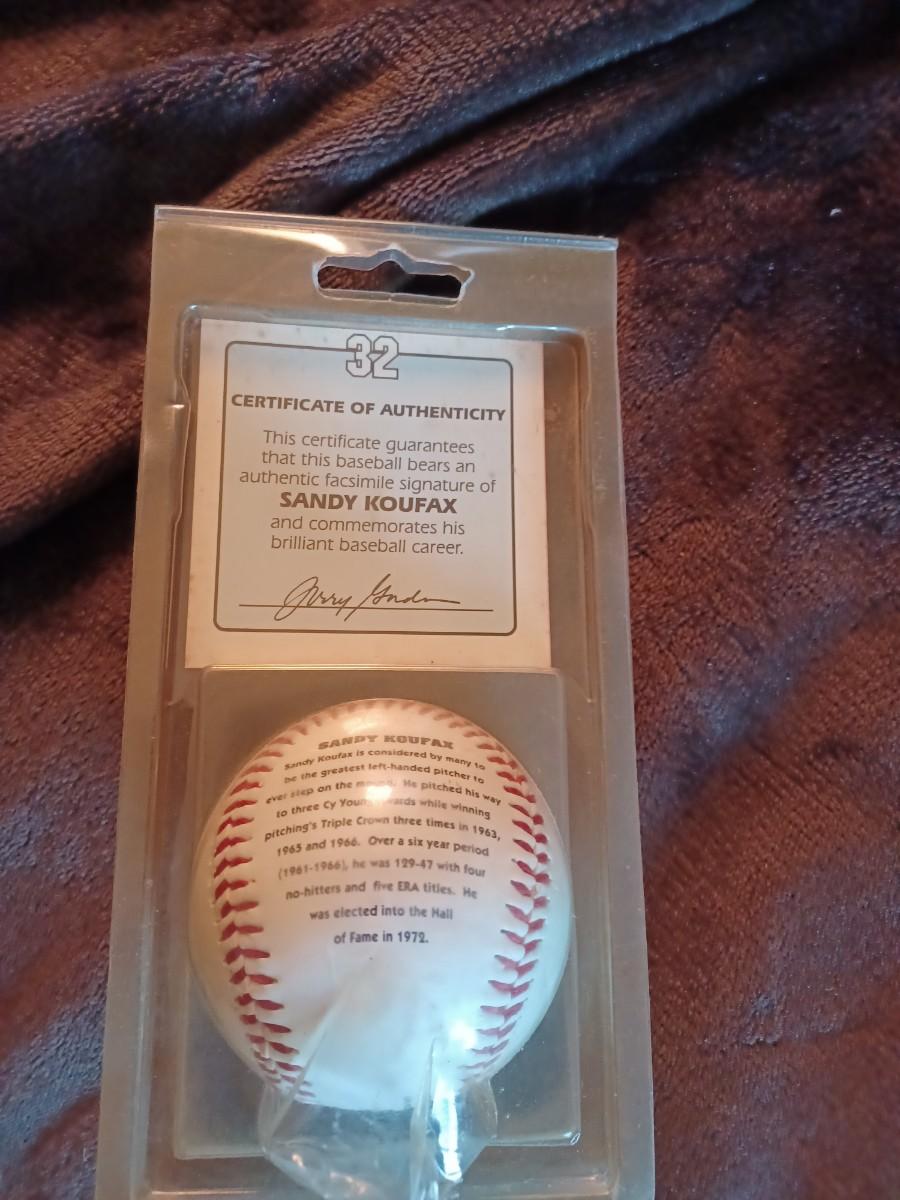 32
CERTIFICATE OF AUTHENTICITY
This certificate guarantees
that this baseball bears an
authentic facsimile signature of
SANDY KOUFAX
and commemorates his
brilliant baseball career.
Jerry Gordon
SANDY KOUFAX
Sandy Koufax is considered by many to
be the greatest left-handed pitcher to
ever step on the mound. He pitched his way
to three Cy Young Awards while winning
pitching's Triple Crown three times in 1963,
1965 and 1966. Over a six year period
(1961-1966), he was 129-47 with four
no-hitters and five ERA titles. He
was elected into the Hall
of Fame in 1972.